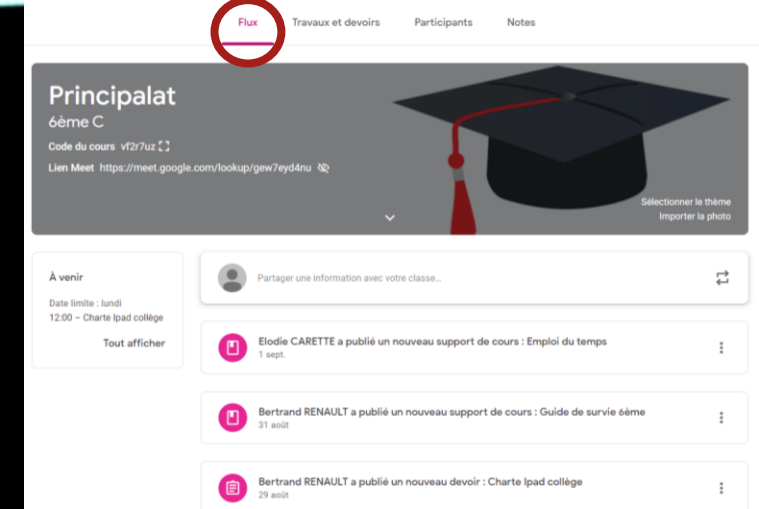 Flux
Travaux et devoirs
Participants
Notes
Principalat
6ème C
Code du cours vf2r7uz
Lien Meet https://meet.google.com/lookup/gew7eyd4nu
Sélectionner le thème
Importer la photo
À venir
Date limite : lundi
12:00 – Charte Ipad collège
Tout afficher
Partager une information avec votre classe...
Elodie CARETTE a publié un nouveau support de cours : Emploi du temps
1 sept.
Bertrand RENAULT a publié un nouveau support de cours : Guide de survie 6ème
31 août
Bertrand RENAULT a publié un nouveau devoir : Charte Ipad collège
29 août